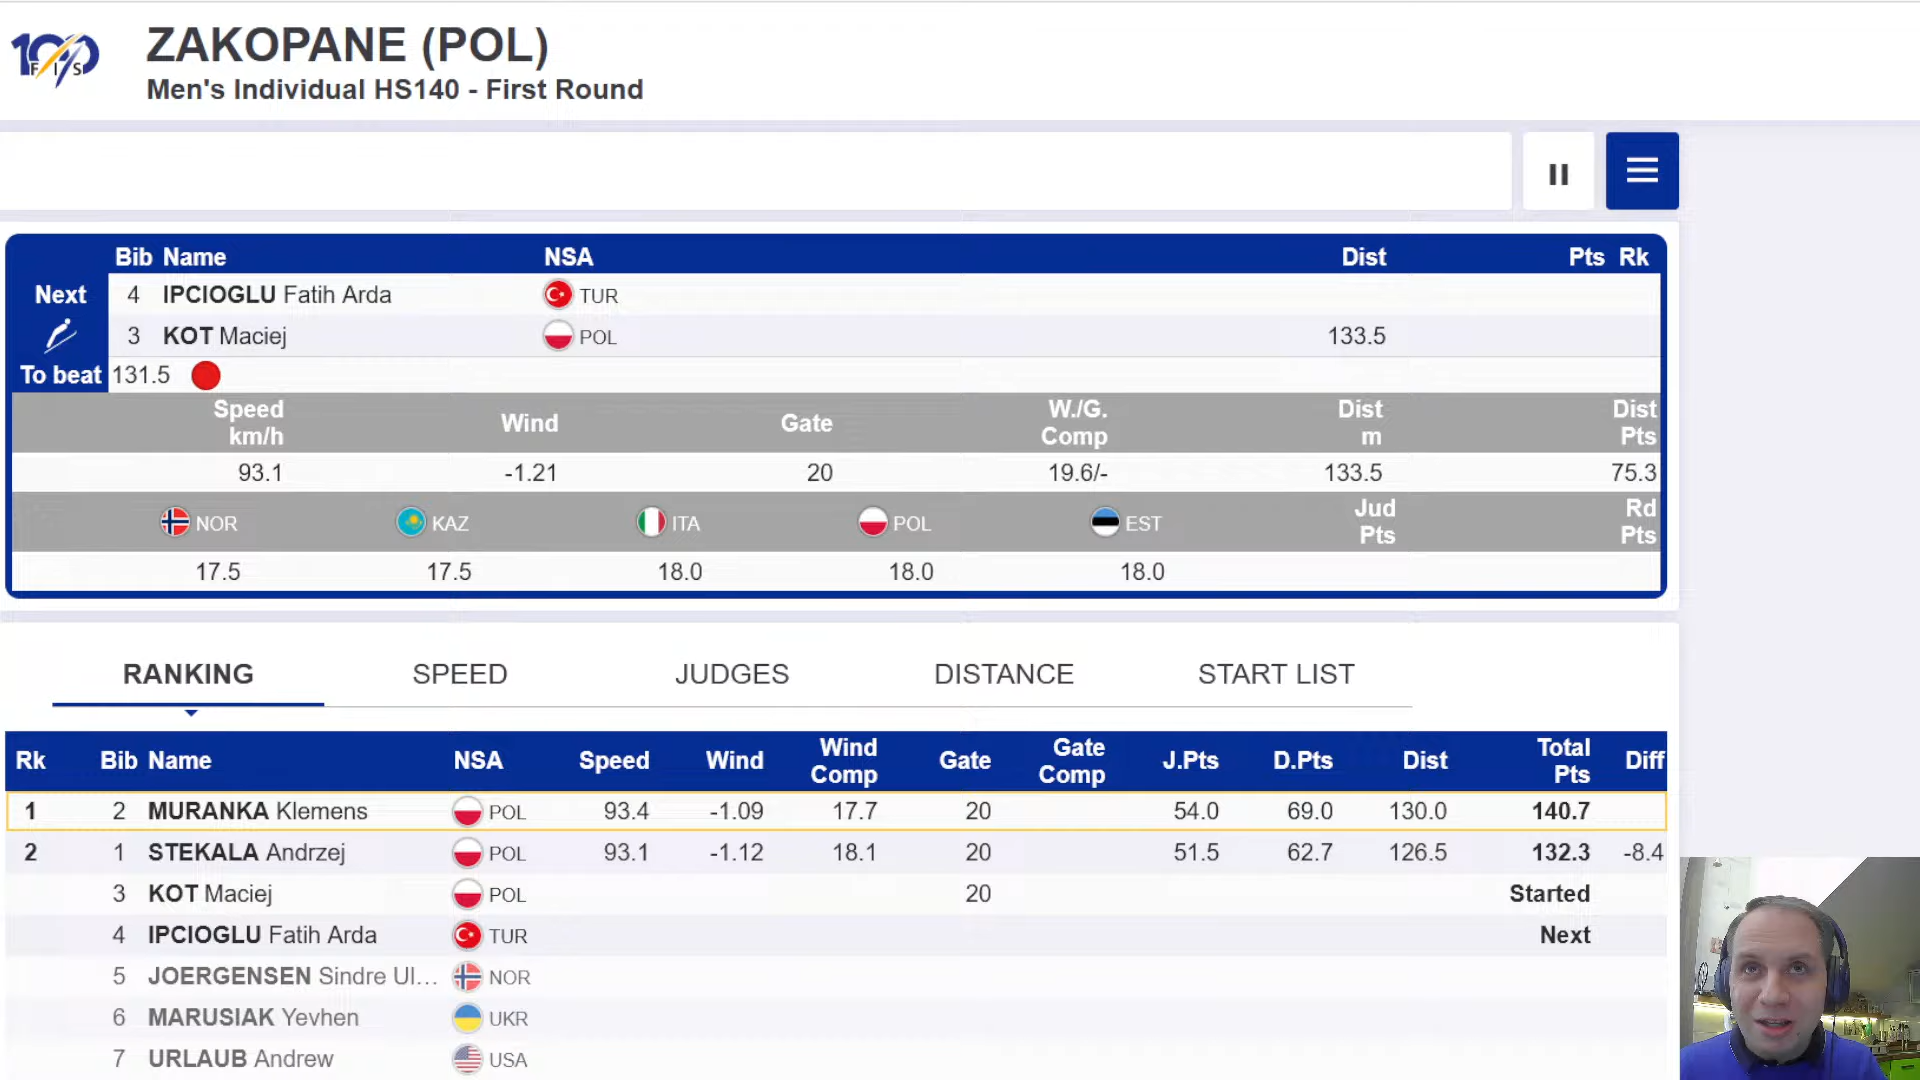 100
FIS
ZAKOPANE (POL)
Men's Individual HS140 - First Round
Bib Name NSA Dist Pts Rk
Next 4 IPCIOGLU Fatih Arda TUR
3 KOT Maciej POL 133.5
To beat 131.5
Speed km/h Wind Gate W./G. Comp Dist m Dist Pts
93.1 -1.21 20 19.6/- 133.5 75.3
NOR KAZ ITA POL EST Jud Pts Rd Pts
17.5 17.5 18.0 18.0 18.0
RANKING SPEED JUDGES DISTANCE START LIST
Rk Bib Name NSA Speed Wind Wind Comp Gate Gate Comp J.Pts D.Pts Dist Total Pts Diff
1 2 MURANKA Klemens POL 93.4 -1.09 17.7 20 54.0 69.0 130.0 140.7
2 1 STEKALA Andrzej POL 93.1 -1.12 18.1 20 51.5 62.7 126.5 132.3 -8.4
3 KOT Maciej POL 20 Started
4 IPCIOGLU Fatih Arda TUR Next
5 JOERGENSEN Sindre Ul... NOR
6 MARUSIAK Yevhen UKR
7 URLAUB Andrew USA